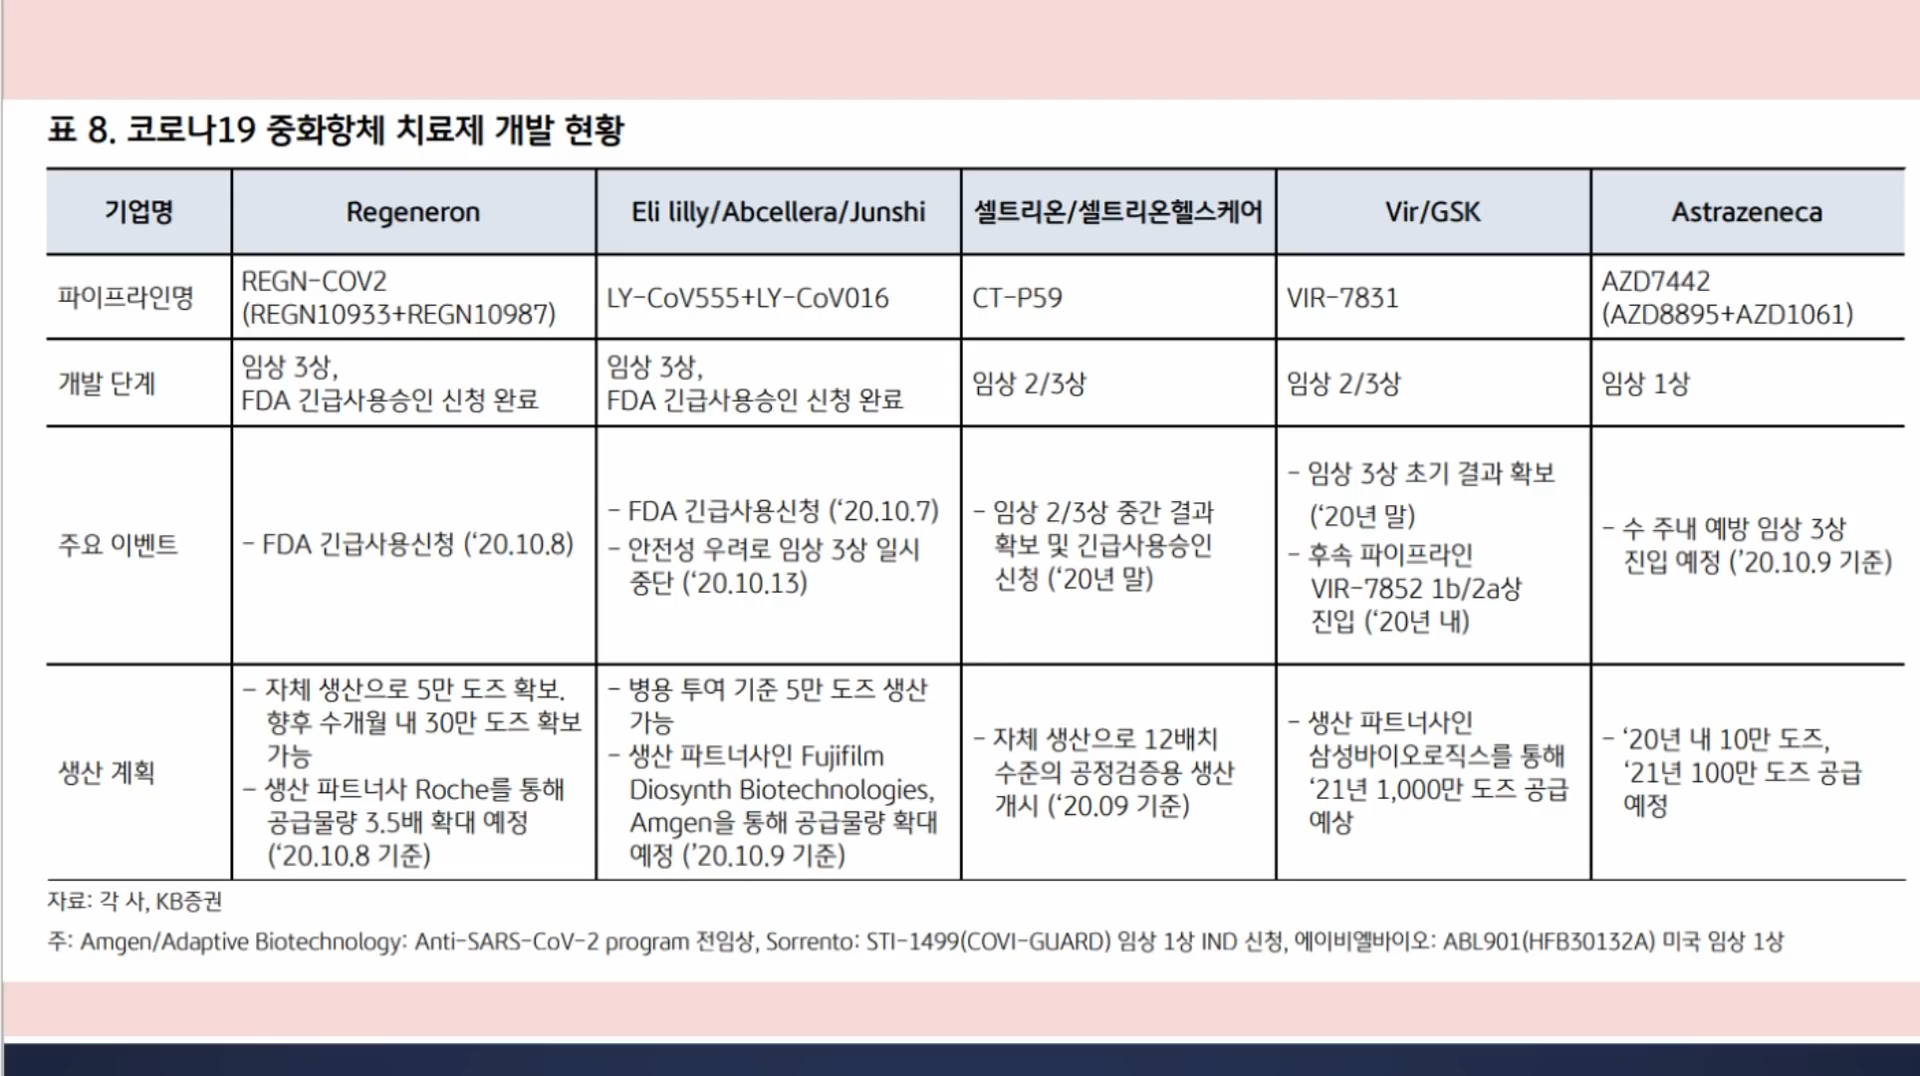 표 8. 코로나19 중화항체 치료제 개발 현황
기업명
Regeneron
Eli lilly/Abcellera/Junshi
셀트리온/셀트리온헬스케어
Vir/GSK
Astrazeneca
파이프라인명
REGN-COV2
(REGN10933+REGN10987)
LY-CoV555+LY-CoV016
CT-P59
VIR-7831
AZD7442
(AZD8895+AZD1061)
개발 단계
임상 3상,
FDA 긴급사용승인 신청 완료
임상 3상,
FDA 긴급사용승인 신청 완료
임상 2/3상
임상 2/3상
임상 1상
주요 이벤트
- FDA 긴급사용신청 (‘20.10.8)
- FDA 긴급사용신청 (‘20.10.7)
- 안전성 우려로 임상 3상 일시
중단 (‘20.10.13)
- 임상 2/3상 중간 결과
확보 및 긴급사용승인
신청 (‘20년 말)
- 임상 3상 초기 결과 확보
(‘20년 말)
- 후속 파이프라인
VIR-7852 1b/2a상
진입 (‘20년 내)
- 수 주내 예방 임상 3상
진입 예정 (’20.10.9 기준)
생산 계획
- 자체 생산으로 5만 도즈 확보.
향후 수개월 내 30만 도즈 확보
가능
- 생산 파트너사 Roche를 통해
공급물량 3.5배 확대 예정
(‘20.10.8 기준)
- 병용 투여 기준 5만 도즈 생산
가능
- 생산 파트너사인 Fujifilm
Diosynth Biotechnologies,
Amgen을 통해 공급물량 확대
예정 (’20.10.9 기준)
- 자체 생산으로 12배치
수준의 공정검증용 생산
개시 (‘20.09 기준)
- 생산 파트너사인
삼성바이오로직스를 통해
‘21년 1,000만 도즈 공급
예상
- ‘20년 내 10만 도즈,
‘21년 100만 도즈 공급
예정
자료: 각 사, KB증권
주: Amgen/Adaptive Biotechnology: Anti-SARS-CoV-2 program 전임상, Sorrento: STI-1499(COVI-GUARD) 임상 1상 IND 신청, 에이비엘바이오: ABL901(HFB30132A) 미국 임상 1상